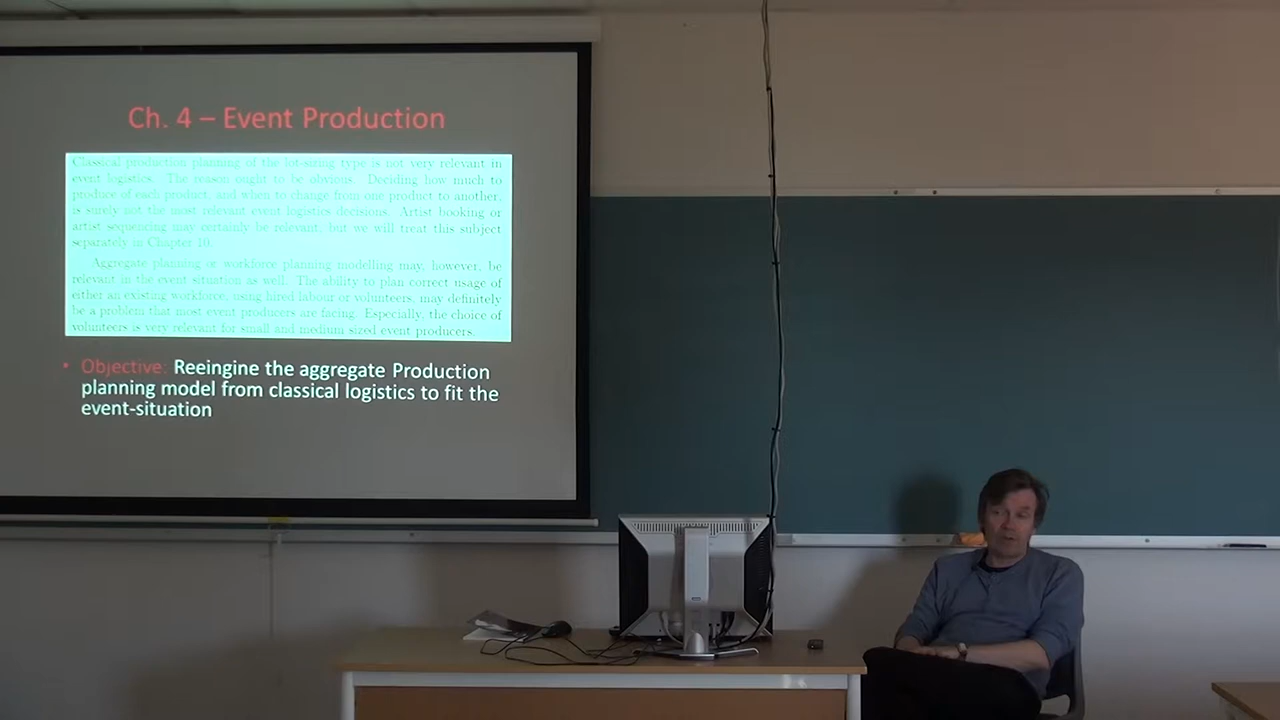 Ch. 4 – Event Production
Classical production planning of the lot-sizing type is not very relevant in
event logistics. The reason ought to be obvious. Deciding how much to
produce of each product, and when to change from one product to another,
is surely not the most relevant event logistics decisions. Artist booking or
artist sequencing may certainly be relevant, but we will treat this subject
separately in Chapter 10.
Aggregate planning or workforce planning modelling may, however, be
relevant in the event situation as well. The ability to plan correct usage of
either an existing workforce, using hired labour or volunteers, may definitely
be a problem that most event producers are facing. Especially, the choice of
volunteers is very relevant for small and medium sized event producers.
• Objective: Reeingine the aggregate Production
planning model from classical logistics to fit the
event-situation